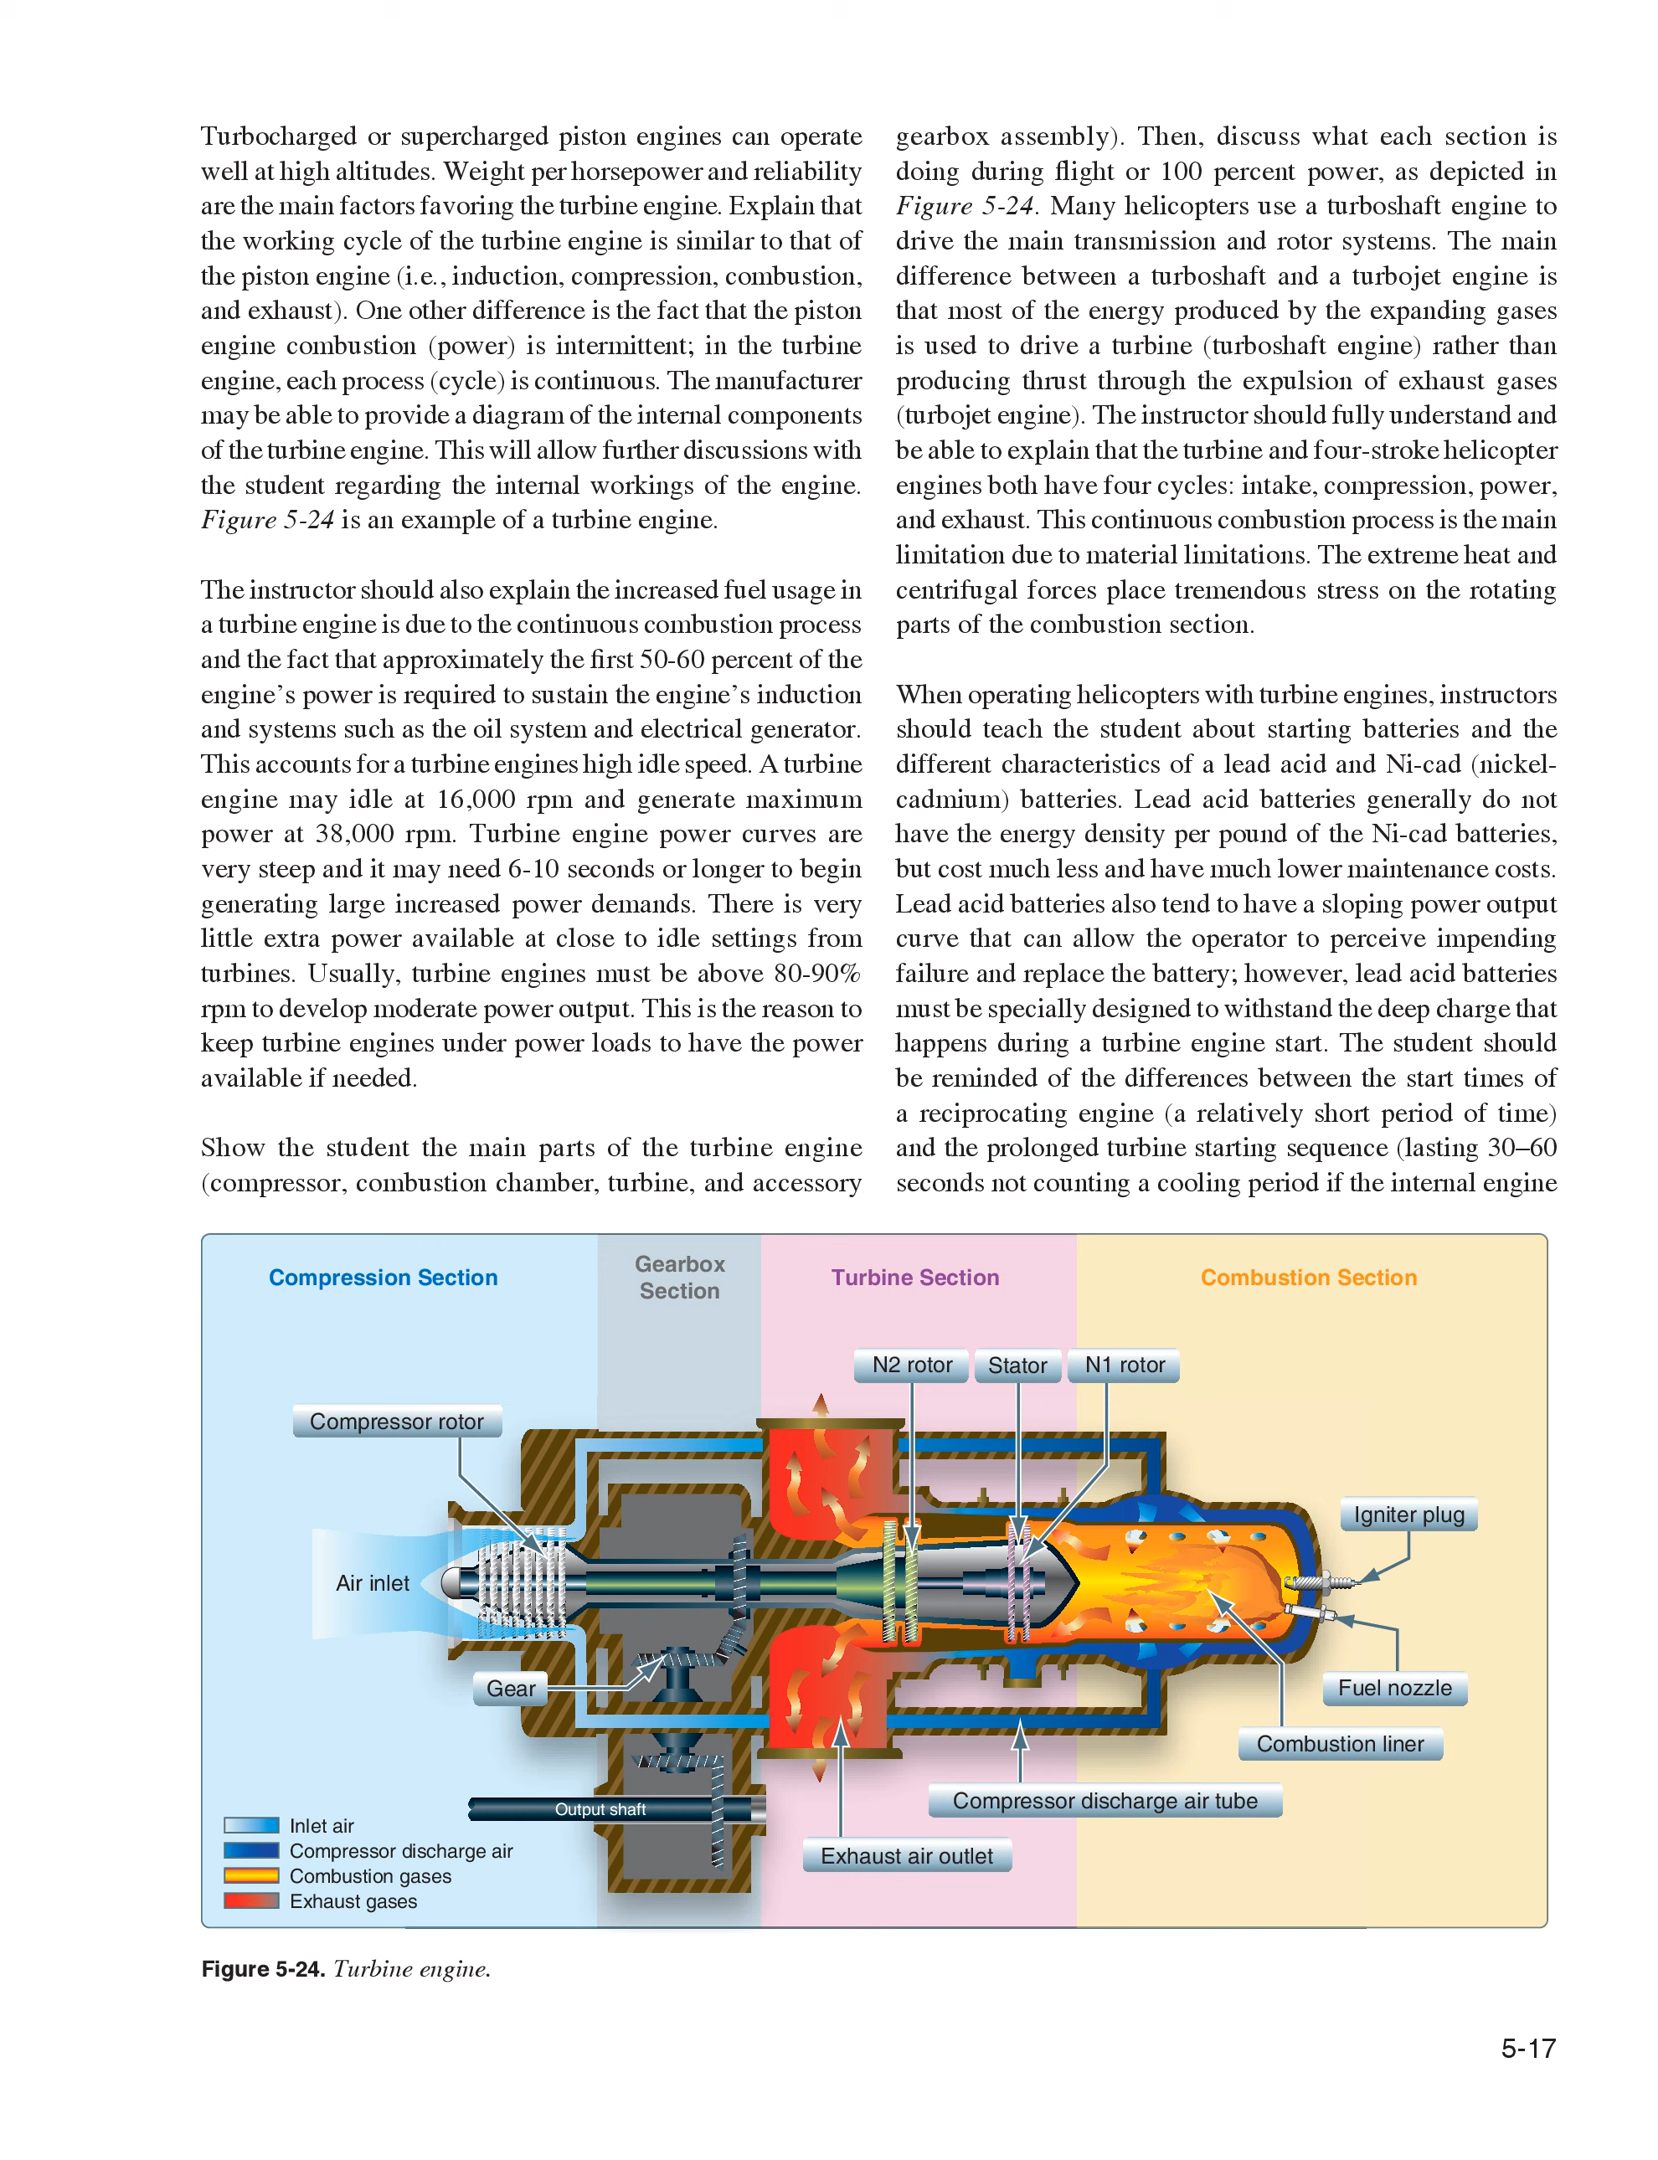 Turbocharged or supercharged piston engines can operate
well at high altitudes. Weight per horsepower and reliability
are the main factors favoring the turbine engine. Explain that
the working cycle of the turbine engine is similar to that of
the piston engine (i.e., induction, compression, combustion,
and exhaust). One other difference is the fact that the piston
engine combustion (power) is intermittent; in the turbine
engine, each process (cycle) is continuous. The manufacturer
may be able to provide a diagram of the internal components
of the turbine engine. This will allow further discussions with
the student regarding the internal workings of the engine.
Figure 5-24 is an example of a turbine engine.
The instructor should also explain the increased fuel usage in
a turbine engine is due to the continuous combustion process
and the fact that approximately the first 50-60 percent of the
engine's power is required to sustain the engine's induction
and systems such as the oil system and electrical generator.
This accounts for a turbine engines high idle speed. A turbine
engine may idle at 16,000 rpm and generate maximum
power at 38,000 rpm. Turbine engine power curves are
very steep and it may need 6-10 seconds or longer to begin
generating large increased power demands. There is very
little extra power available at close to idle settings from
turbines. Usually, turbine engines must be above 80-90%
rpm to develop moderate power output. This is the reason to
keep turbine engines under power loads to have the power
available if needed.
Show the student the main parts of the turbine engine
(compressor, combustion chamber, turbine, and accessory
gearbox assembly). Then, discuss what each section is
doing during flight or 100 percent power, as depicted in
Figure 5-24. Many helicopters use a turboshaft engine to
drive the main transmission and rotor systems. The main
difference between a turboshaft and a turbojet engine is
that most of the energy produced by the expanding gases
is used to drive a turbine (turboshaft engine) rather than
producing thrust through the expulsion of exhaust gases
(turbojet engine). The instructor should fully understand and
be able to explain that the turbine and four-stroke helicopter
engines both have four cycles: intake, compression, power,
and exhaust. This continuous combustion process is the main
limitation due to material limitations. The extreme heat and
centrifugal forces place tremendous stress on the rotating
parts of the combustion section.
When operating helicopters with turbine engines, instructors
should teach the student about starting batteries and the
different characteristics of a lead acid and Ni-cad (nickel-
cadmium) batteries. Lead acid batteries generally do not
have the energy density per pound of the Ni-cad batteries,
but cost much less and have much lower maintenance costs.
Lead acid batteries also tend to have a sloping power output
curve that can allow the operator to perceive impending
failure and replace the battery; however, lead acid batteries
must be specially designed to withstand the deep charge that
happens during a turbine engine start. The student should
be reminded of the differences between the start times of
a reciprocating engine (a relatively short period of time)
and the prolonged turbine starting sequence (lasting 30–60
seconds not counting a cooling period if the internal engine
Compression Section
Gearbox
Section
Turbine Section
Combustion Section
N2 rotor
Stator
N1 rotor
Compressor rotor
Igniter plug
Air inlet
Gear
Fuel nozzle
Combustion liner
Compressor discharge air tube
Output shaft
Exhaust air outlet
Inlet air
Compressor discharge air
Combustion gases
Exhaust gases
Figure 5-24. Turbine engine.
5-17